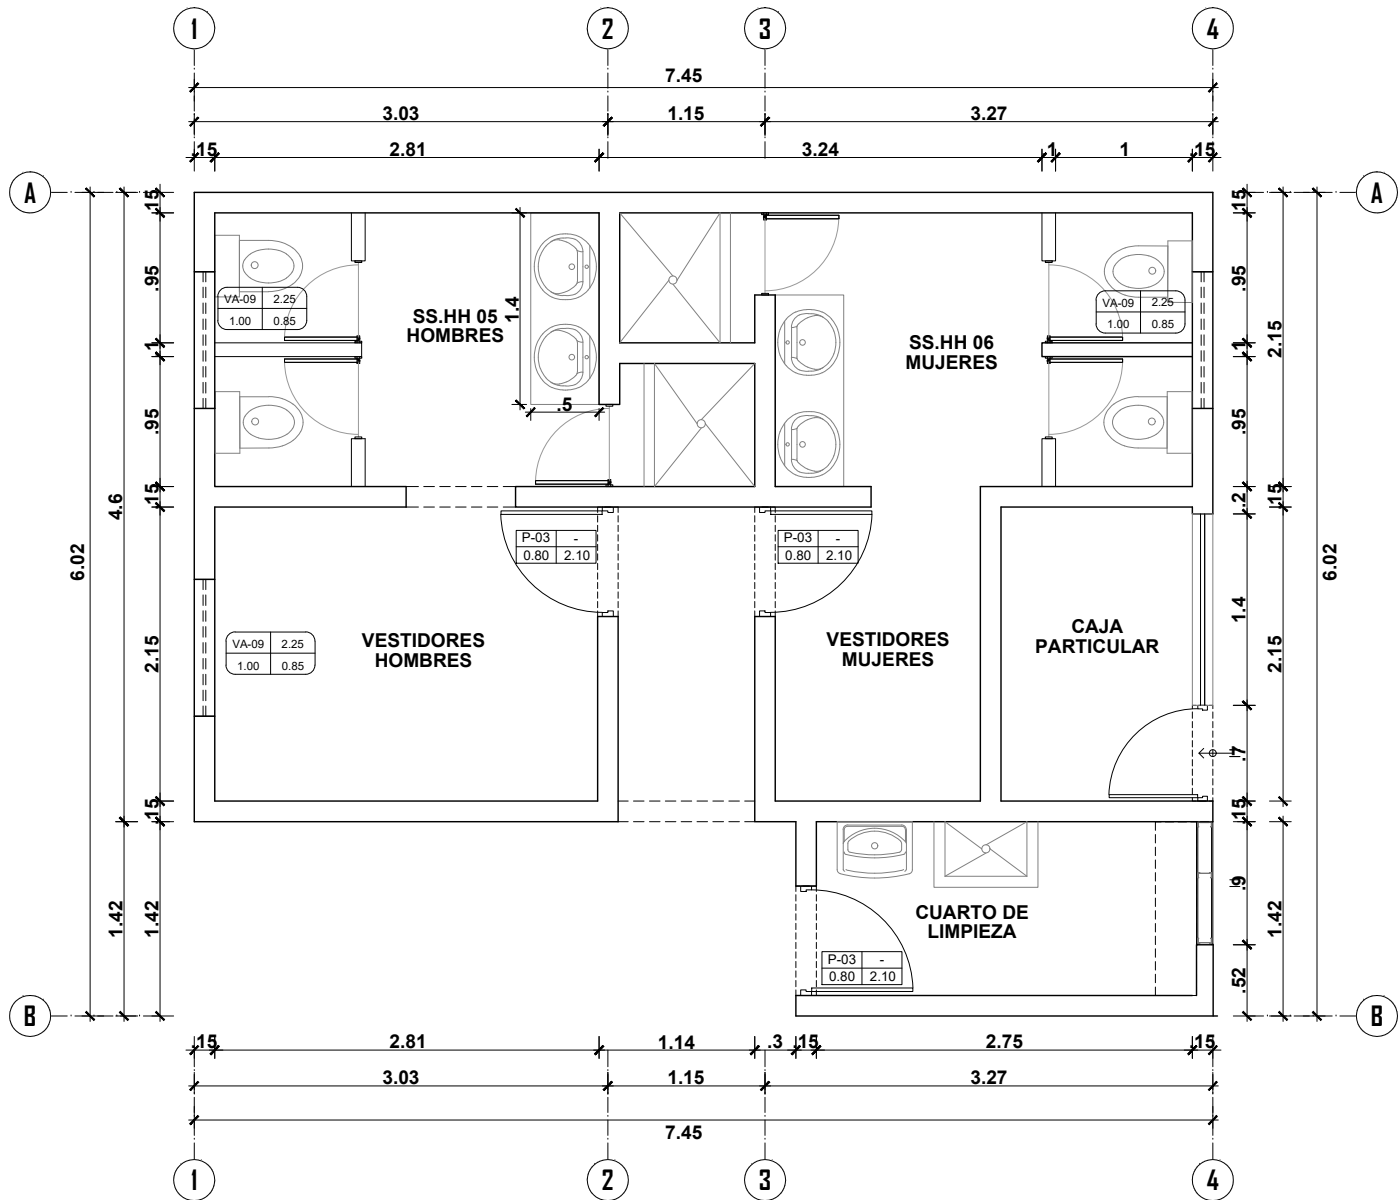 1
2
3
4
7.45
3.03
1.15
3.27
15
2.81
3.24
1
1
15
A
A
15
.95
1
.95
15
2.15
15
1.42
4.6
1.42
6.02
15
.95
1
.95
.2
1.4
.7
15
.9
.52
2.15
15
2.15
1.42
6.02
VA-09 2.25
1.00 0.85
SS.HH 05
HOMBRES
1.4
.5
SS.HH 06
MUJERES
VA-09 2.25
1.00 0.85
P-03 -
0.80 2.10
P-03 -
0.80 2.10
VA-09 2.25
1.00 0.85
VESTIDORES
HOMBRES
VESTIDORES
MUJERES
CAJA
PARTICULAR
CUARTO DE
LIMPIEZA
P-03 -
0.80 2.10
B
B
15
2.81
1.14
.3
15
2.75
15
3.03
1.15
3.27
7.45
1
2
3
4